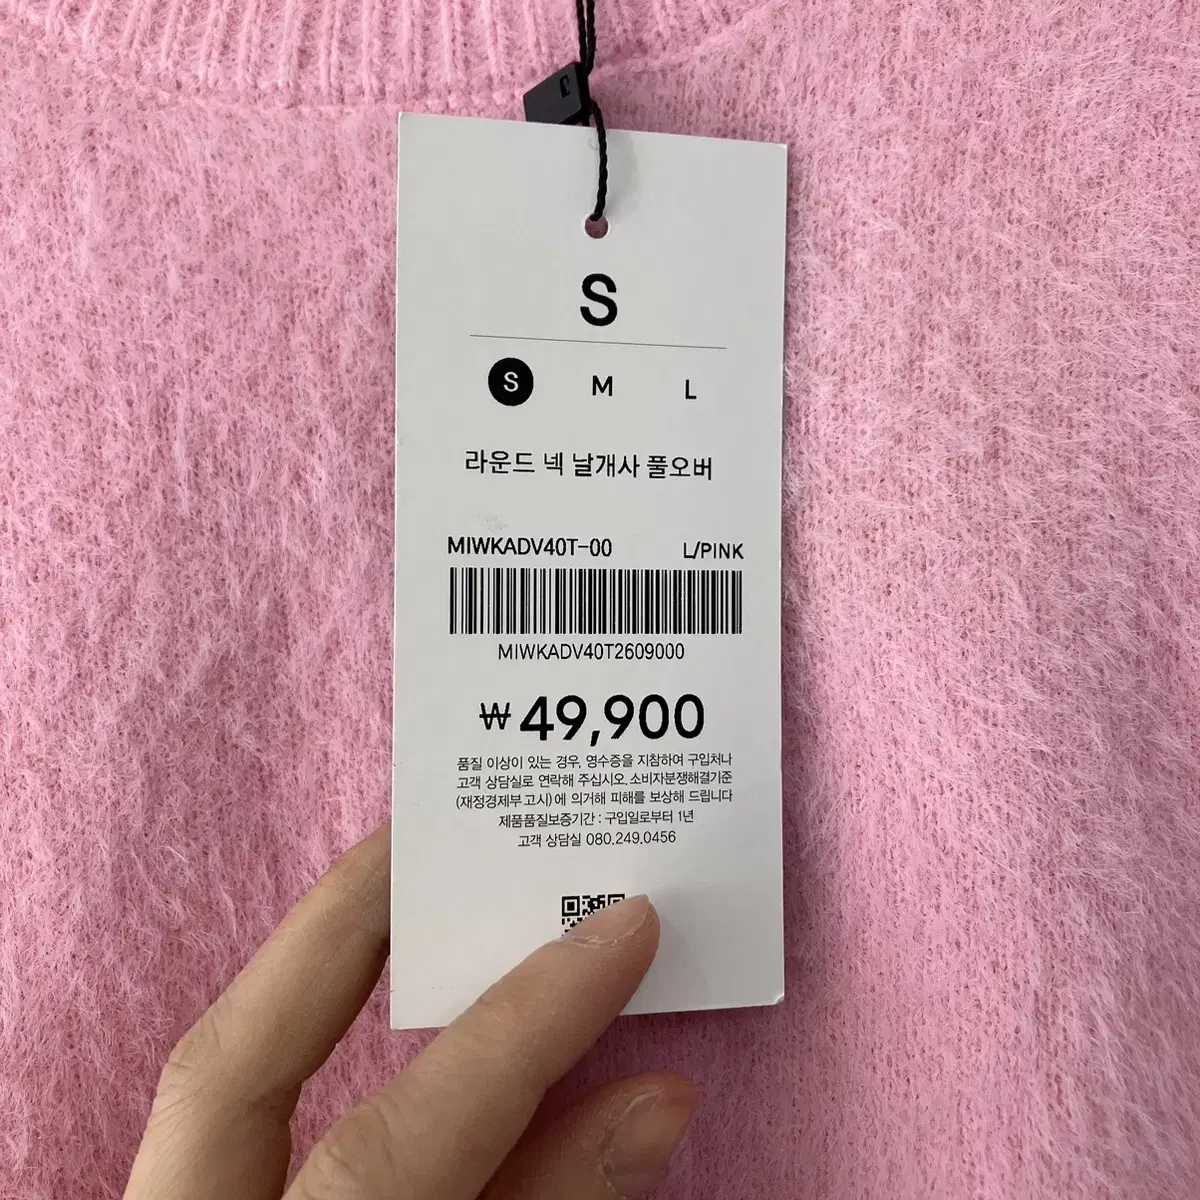 S
S M L
라운드 넥 날개사 풀오버
MIWKADV40T-00 L/PINK
MIWKADV40T2609000
₩49,900
품질 이상이 있는 경우, 영수증을 지참하여 구입처나
고객 상담실로 연락해 주십시오. 소비자분쟁해결기준
(재정경제부 고시)에 의거해 피해를 보상해 드립니다
제품품질보증기간 : 구입일로부터 1년
고객 상담실 080.249.0456